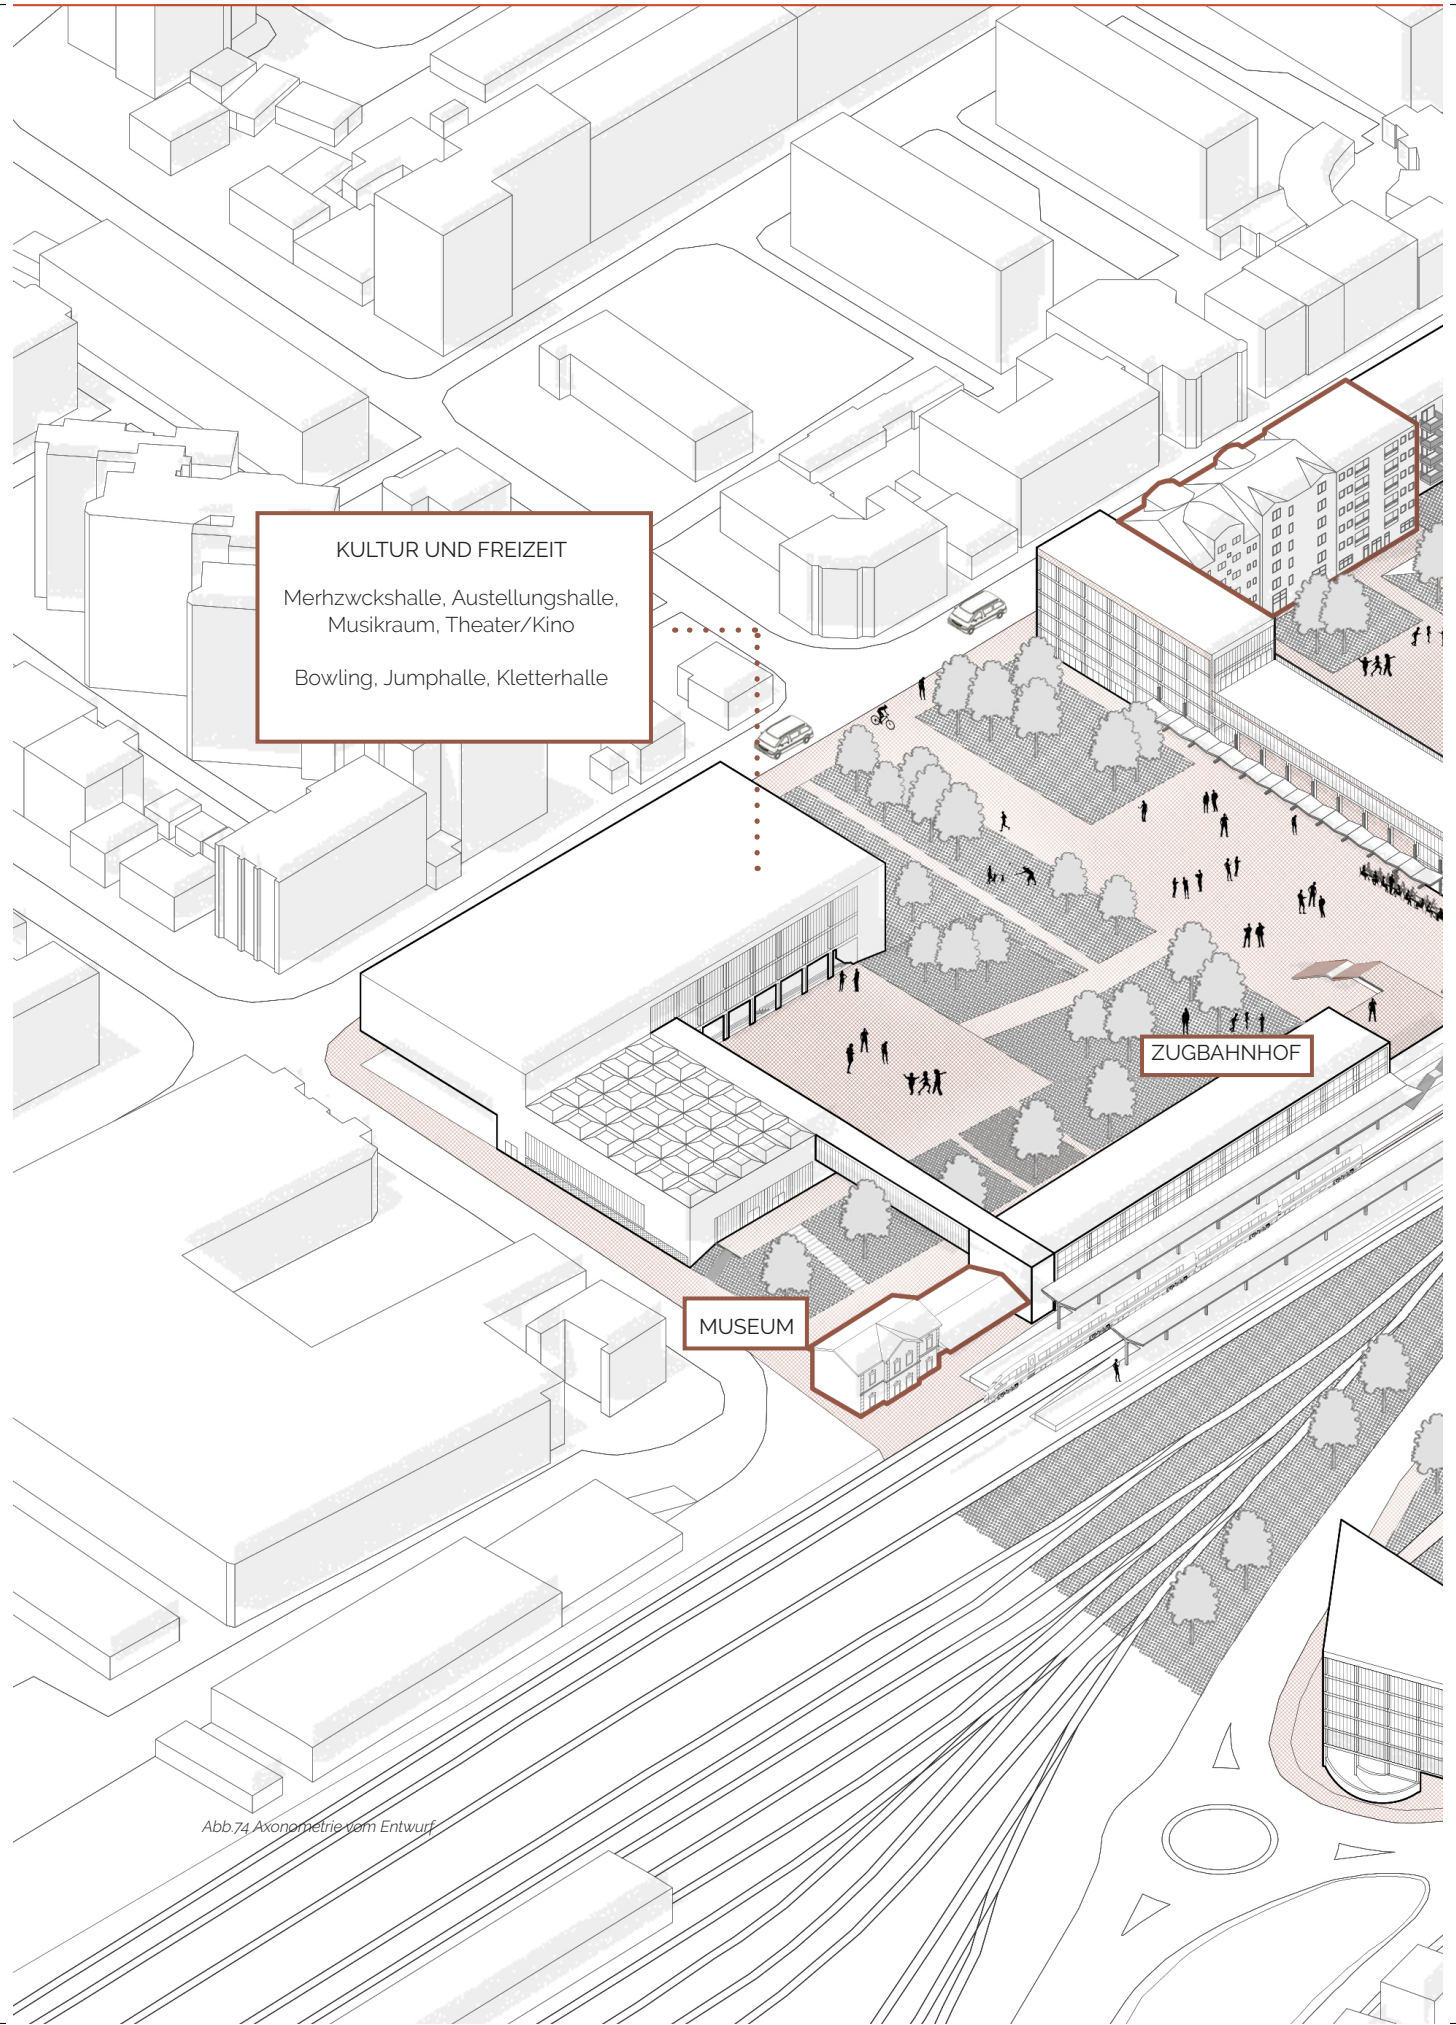 KULTUR UND FREIZEIT
Merhzwckshalle, Austellungshalle,
Musikraum, Theater/Kino
Bowling, Jumphalle, Kletterhalle
ZUGBAHNHOF
MUSEUM
Abb.74 Axonometrie vom Entwurf